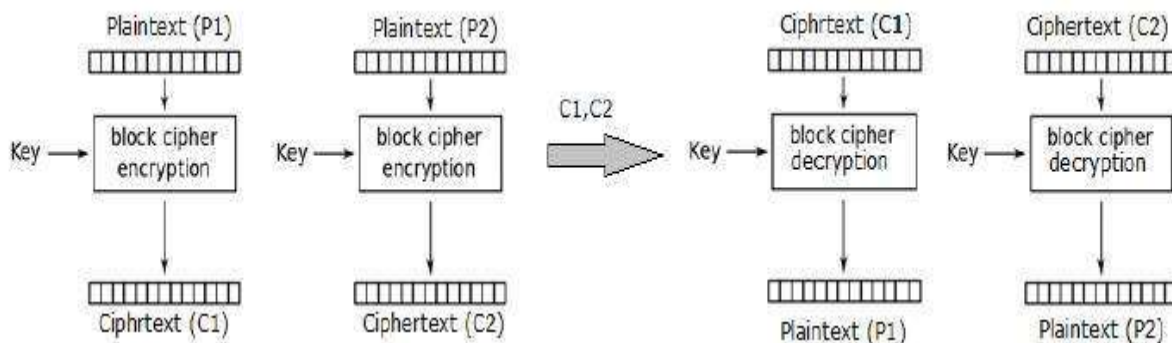 Plaintext (P1)
Plaintext (P2)
Ciphrtext (C1)
Ciphertext (C2)
C1,C2
Key
block cipher
encryption
Key
block cipher
encryption
Key
block cipher
decryption
Key
block cipher
decryption
Ciphrtext (C1)
Ciphertext (C2)
Plaintext (P1)
Plaintext (P2)